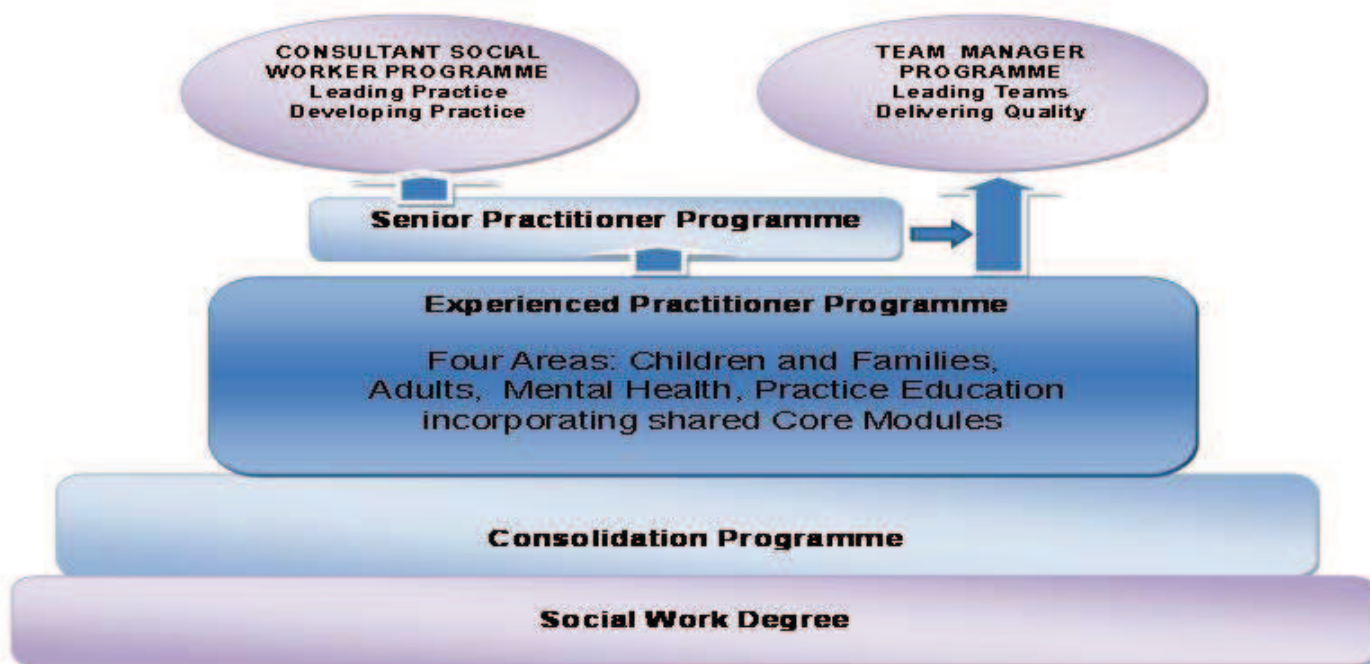 CONSULTANT SOCIAL
WORKER PROGRAMME
Leading Practice
Developing Practice
TEAM MANAGER
PROGRAMME
Leading Teams
Delivering Quality
Senior Practitioner Programme
Experienced Practitioner Programme
Four Areas: Children and Families,
Adults, Mental Health, Practice Education
incorporating shared Core Modules
Consolidation Programme
Social Work Degree